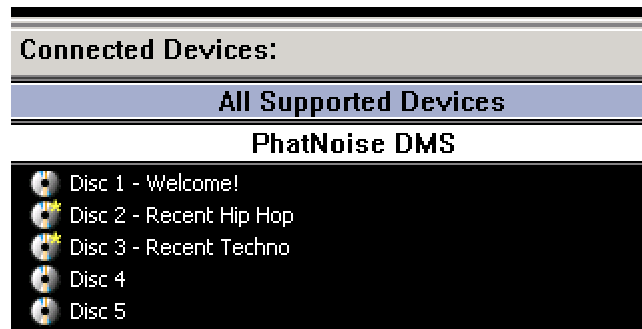 Connected Devices:
All Supported Devices
PhatNoise DMS
Disc 1 - Welcome!
Disc 2 - Recent Hip Hop
Disc 3 - Recent Techno
Disc 4
Disc 5